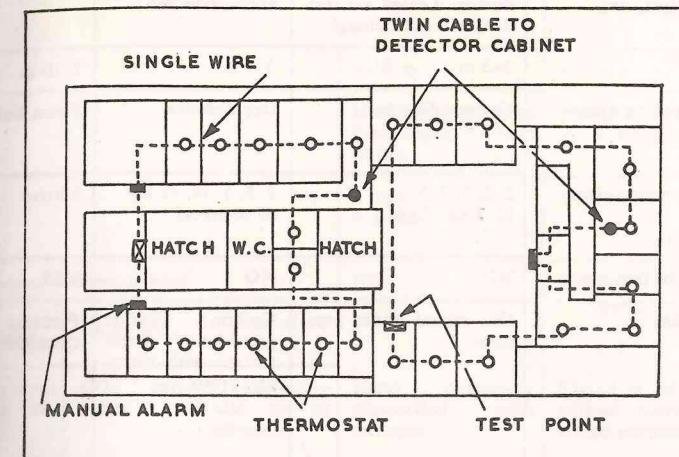 TWIN CABLE TO
DETECTOR CABINET
SINGLE WIRE
HATCH
W.C.
HATCH
MANUAL ALARM
THERMOSTAT
TEST POINT